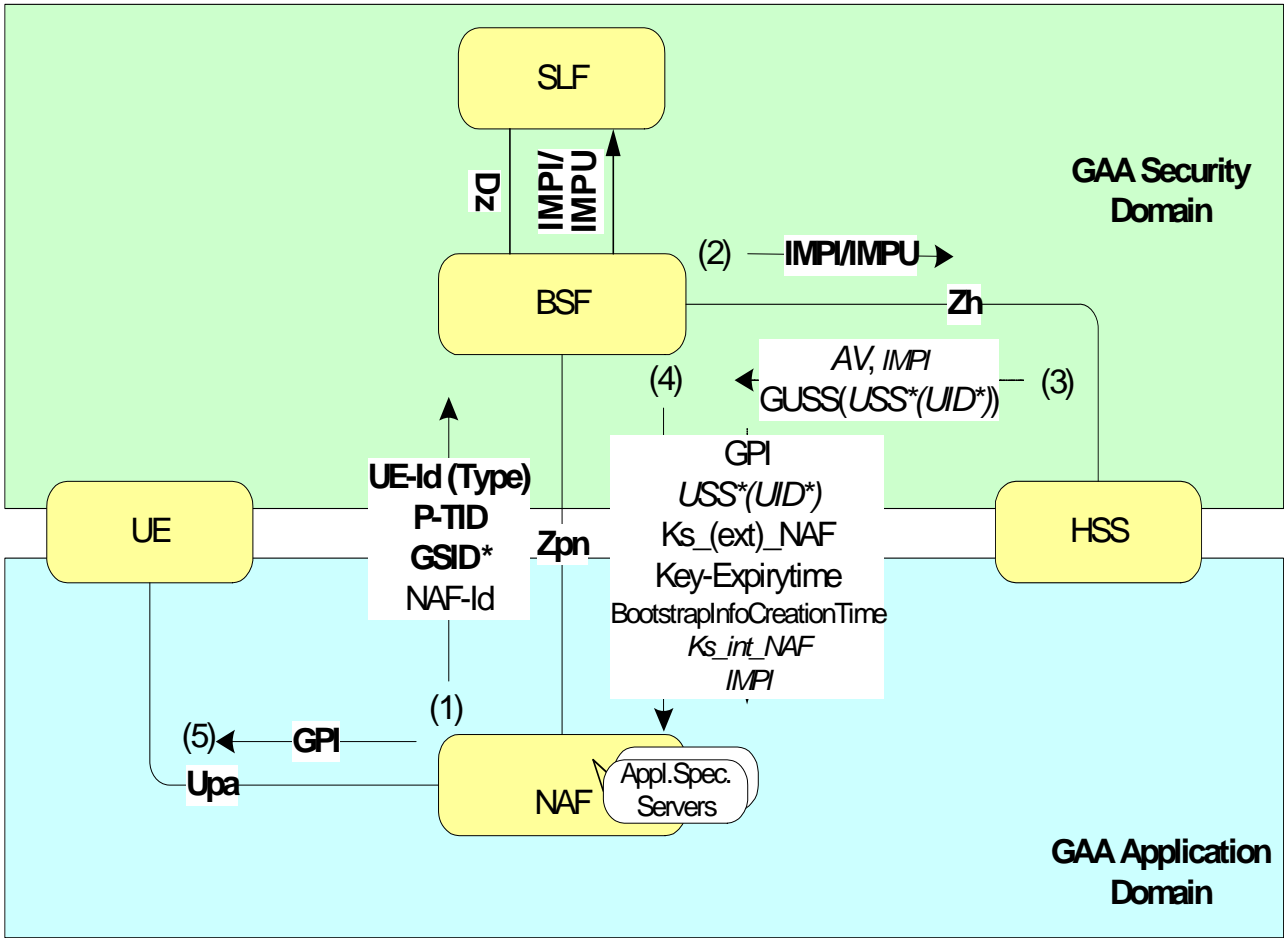 SLF
GAA Security
Domain
Dz
IMPI/
IMPU
(2)
IMPI/IMPU
BSF
Zh
AV, IMPI
GUSS(USS*(UID*))
(3)
(4)
GPI
USS*(UID*)
Ks_(ext)_NAF
Key-Expirytime
BootstrapInfoCreationTime
Ks_int_NAF
IMPI
UE-Id (Type)
P-TID
GSID*
NAF-Id
UE
Zpn
HSS
(1)
(5)
GPI
Upa
NAF
Appl.Spec.
Servers
GAA Application
Domain